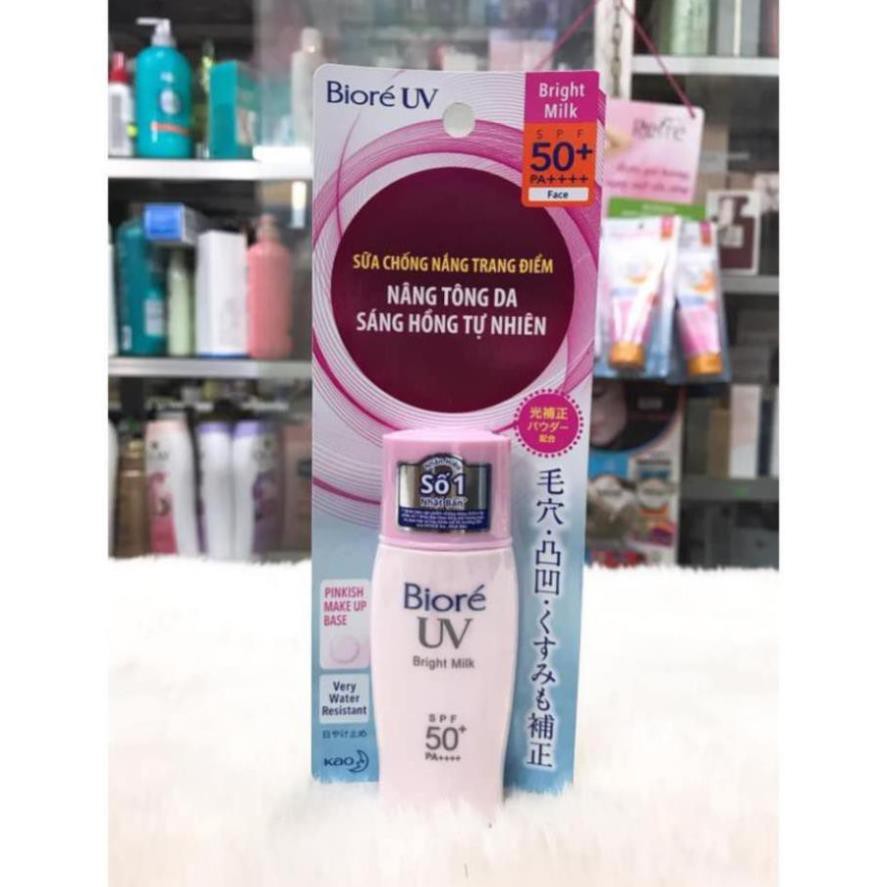 Bioré UV
Bright
Milk
SPF
50+
PA++++
Face
SỮA CHỐNG NẮNG TRANG ĐIỂM
NÂNG TÔNG DA
SÁNG HỒNG TỰ NHIÊN
光補正
パウダー
配合
毛穴・凸凹・くすみも補正
Số 1
Nhật Bản*
PINKISH
MAKE UP
BASE
Very
Water
Resistant
日やけ止め
Kao
Bioré
UV
Bright Milk
SPF
50+
PA++++